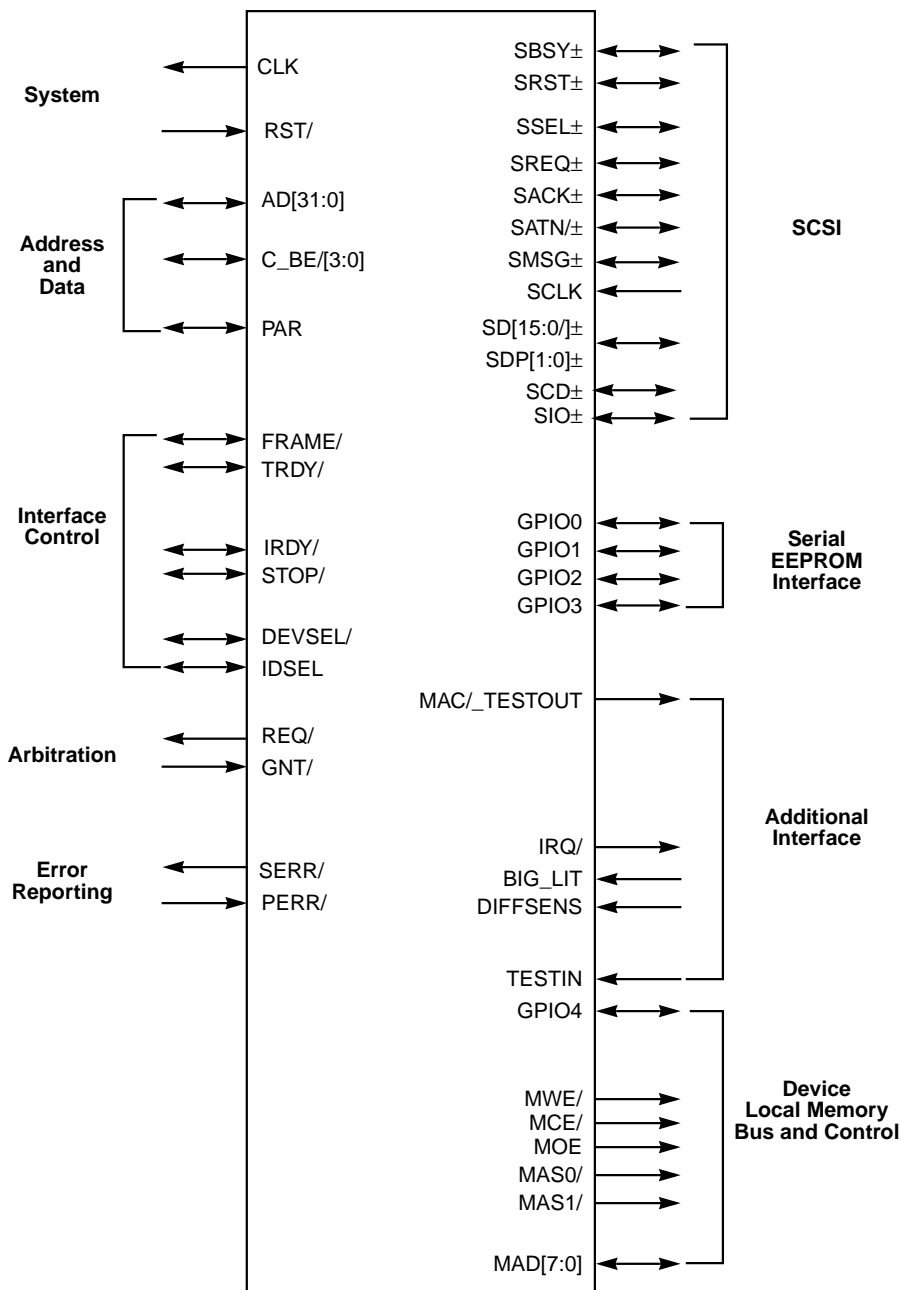 System
CLK
RST/
Address
and
Data
AD[31:0]
C_BE/[3:0]
PAR
Interface
Control
FRAME/
TRDY/
IRDY/
STOP/
DEVSEL/
IDSEL
Arbitration
REQ/
GNT/
Error
Reporting
SERR/
PERR/
SBSY±
SRST±
SSEL±
SREQ±
SACK±
SATN/±
SMSG±
SCLK
SD[15:0/]±
SDP[1:0]±
SCD±
SIO±
SCSI
GPIO0
GPIO1
GPIO2
GPIO3
Serial
EEPROM
Interface
MAC/_TESTOUT
IRQ/
BIG_LIT
DIFFSENS
TESTIN
Additional
Interface
GPIO4
MWE/
MCE/
MOE
MAS0/
MAS1/
MAD[7:0]
Device
Local Memory
Bus and Control